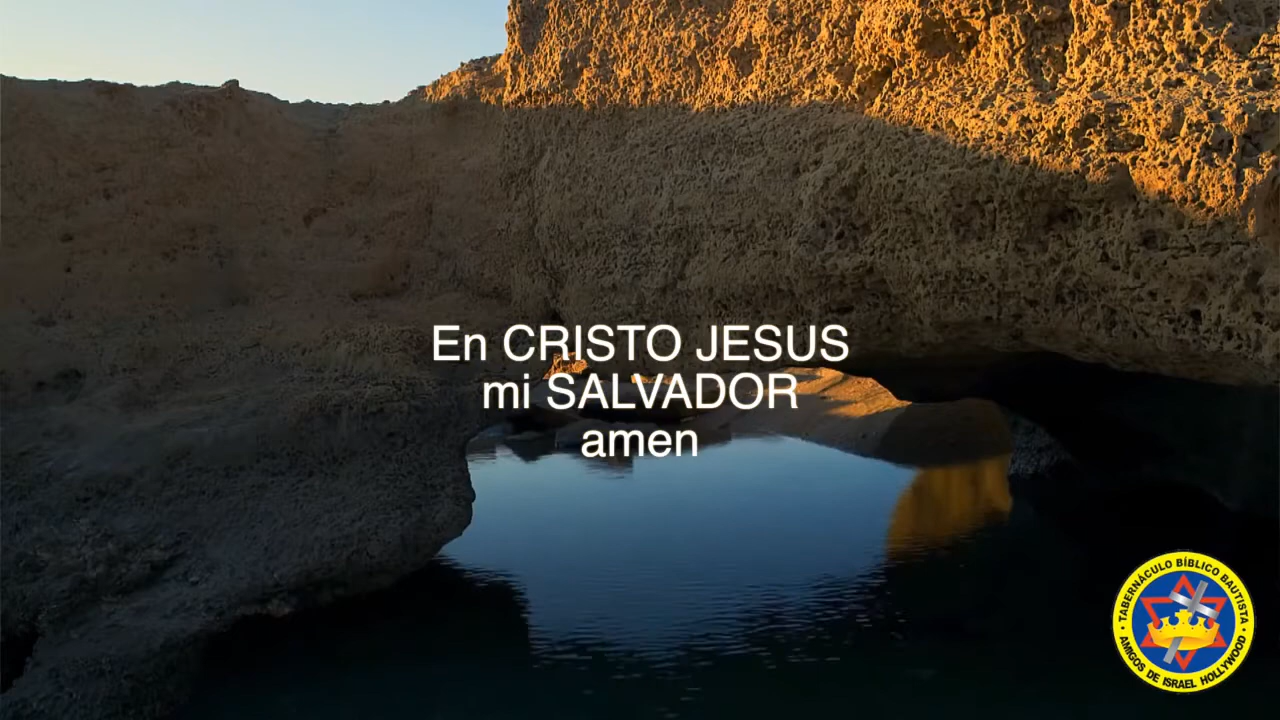 En CRISTO JESUS
mi SALVADOR
amen
TABERNÁCULO BÍBLICO BAUTISTA
AMIGOS DE ISRAEL HOLLYWOOD